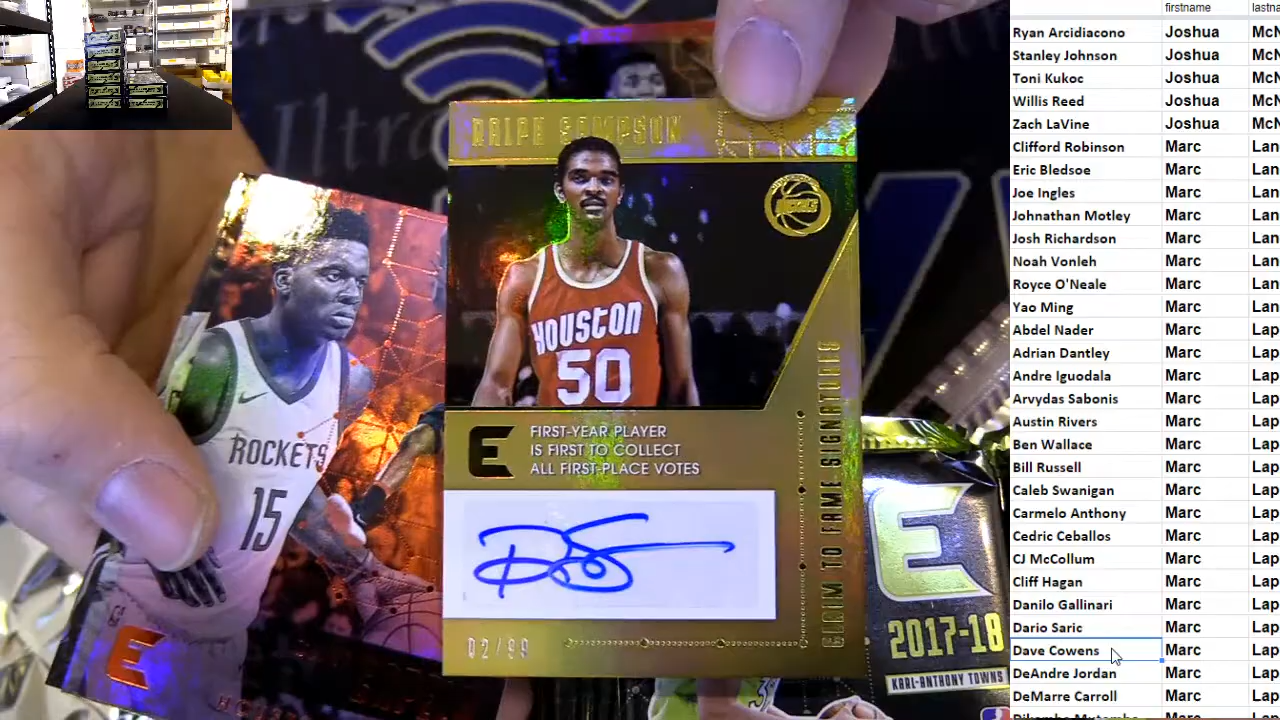 RALPH SAMPSON
ROCKETS
HOUSTON
50
FIRST-YEAR PLAYER
IS FIRST TO COLLECT
ALL FIRST-PLACE VOTES
CLAIM TO FAME SIGNATURES
02/99
E
ROCKETS
15
E
E
2017-18
KARL-ANTHONY TOWNS
firstname
Ryan Arcidiacono Joshua
Stanley Johnson Joshua
Toni Kukoc Joshua
Willis Reed Joshua
Zach LaVine Joshua
Clifford Robinson Marc
Eric Bledsoe Marc
Joe Ingles Marc
Johnathan Motley Marc
Josh Richardson Marc
Noah Vonleh Marc
Royce O'Neale Marc
Yao Ming Marc
Abdel Nader Marc
Adrian Dantley Marc
Andre Iguodala Marc
Arvydas Sabonis Marc
Austin Rivers Marc
Ben Wallace Marc
Bill Russell Marc
Caleb Swanigan Marc
Carmelo Anthony Marc
Cedric Ceballos Marc
CJ McCollum Marc
Cliff Hagan Marc
Danilo Gallinari Marc
Dario Saric Marc
Dave Cowens Marc
DeAndre Jordan Marc
DeMarre Carroll Marc